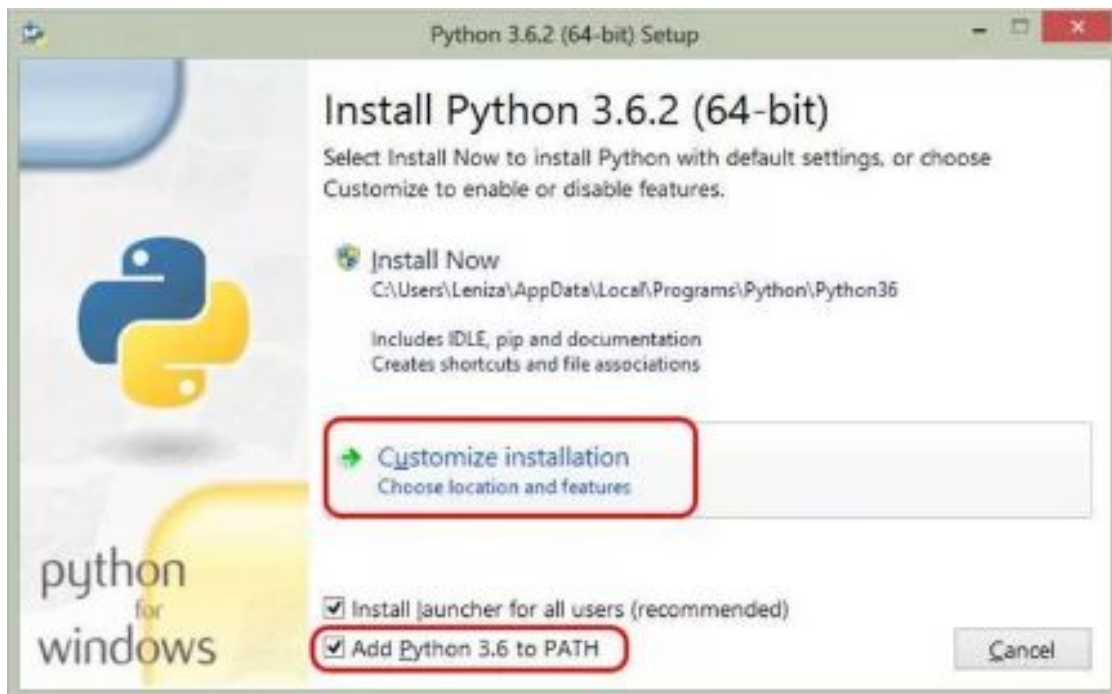 Python 3.6.2 (64-bit) Setup
Install Python 3.6.2 (64-bit)
Select Install Now to install Python with default settings, or choose
Customize to enable or disable features.
Install Now
C:\Users\Leniza\AppData\Local\Programs\Python\Python36
Includes IDLE, pip and documentation
Creates shortcuts and file associations
Customize installation
Choose location and features
python
for
windows
Install launcher for all users (recommended)
Add Python 3.6 to PATH
Cancel